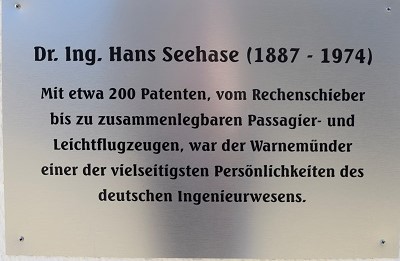 Dr. Ing. Hans Seehase (1887 - 1974)
Mit etwa 200 Patenten, vom Rechenschieber
bis zu zusammenlegbaren Passagier- und
Leichtflugzeugen, war der Warnemünder
einer der vielseitigsten Persönlichkeiten des
deutschen Ingenieurwesens.